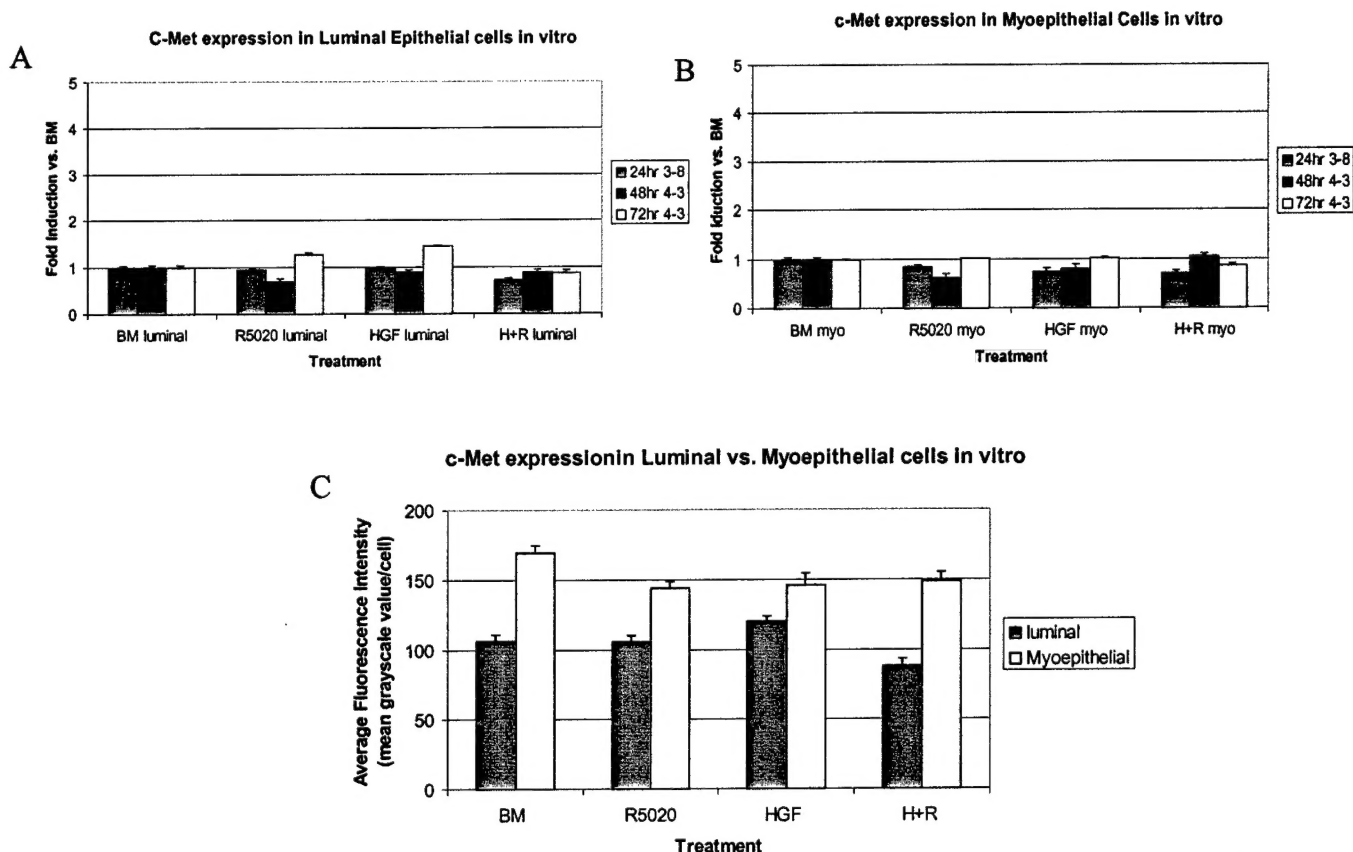 A
C-Met expression in Luminal Epithelial cells in vitro
Fold induction vs. BM
5
4
3
2
1
0
BM luminal R5020 luminal HGF luminal H+R luminal
Treatment
24hr 3-8
48hr 4-3
72hr 4-3
B
c-Met expression in Myoepithelial Cells in vitro
Fold iduction vs. BM
5
4
3
2
1
0
BM myo R5020 myo HGF myo H+R myo
Treatment
24hr 3-8
48hr 4-3
72hr 4-3
C
c-Met expressionin Luminal vs. Myoepithelial cells in vitro
Average Fluorescence Intensity
(mean grayscale value/cell)
200
150
100
50
0
BM R5020 HGF H+R
Treatment
luminal
Myoepithelial